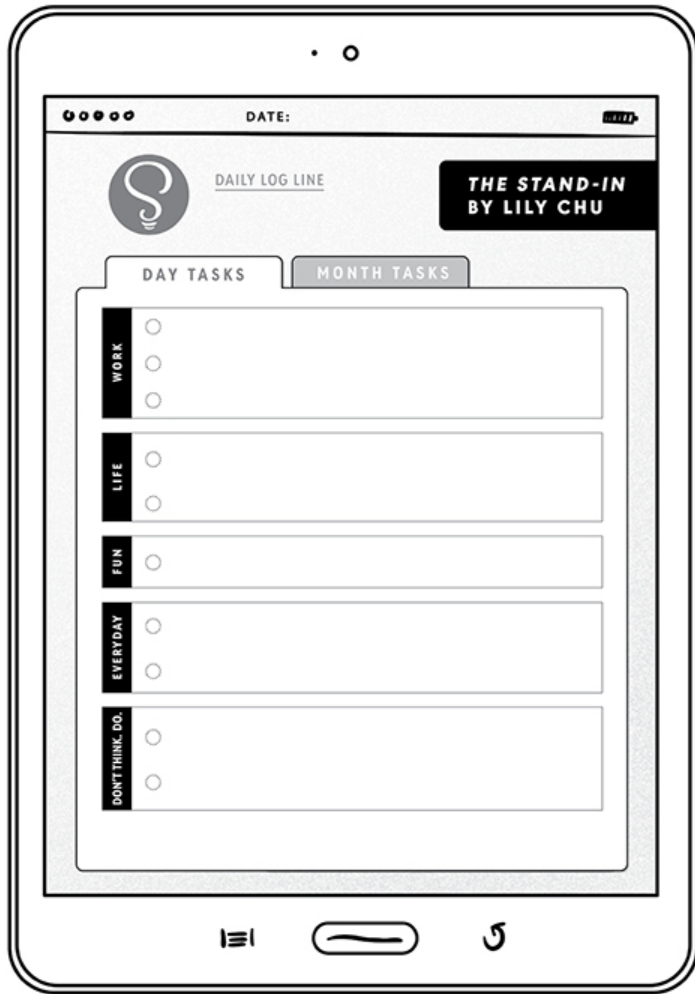 DATE:
DAILY LOG LINE
THE STAND-IN
BY LILY CHU
DAY TASKS
MONTH TASKS
WORK
LIFE
FUN
EVERYDAY
DON'T THINK. DO.